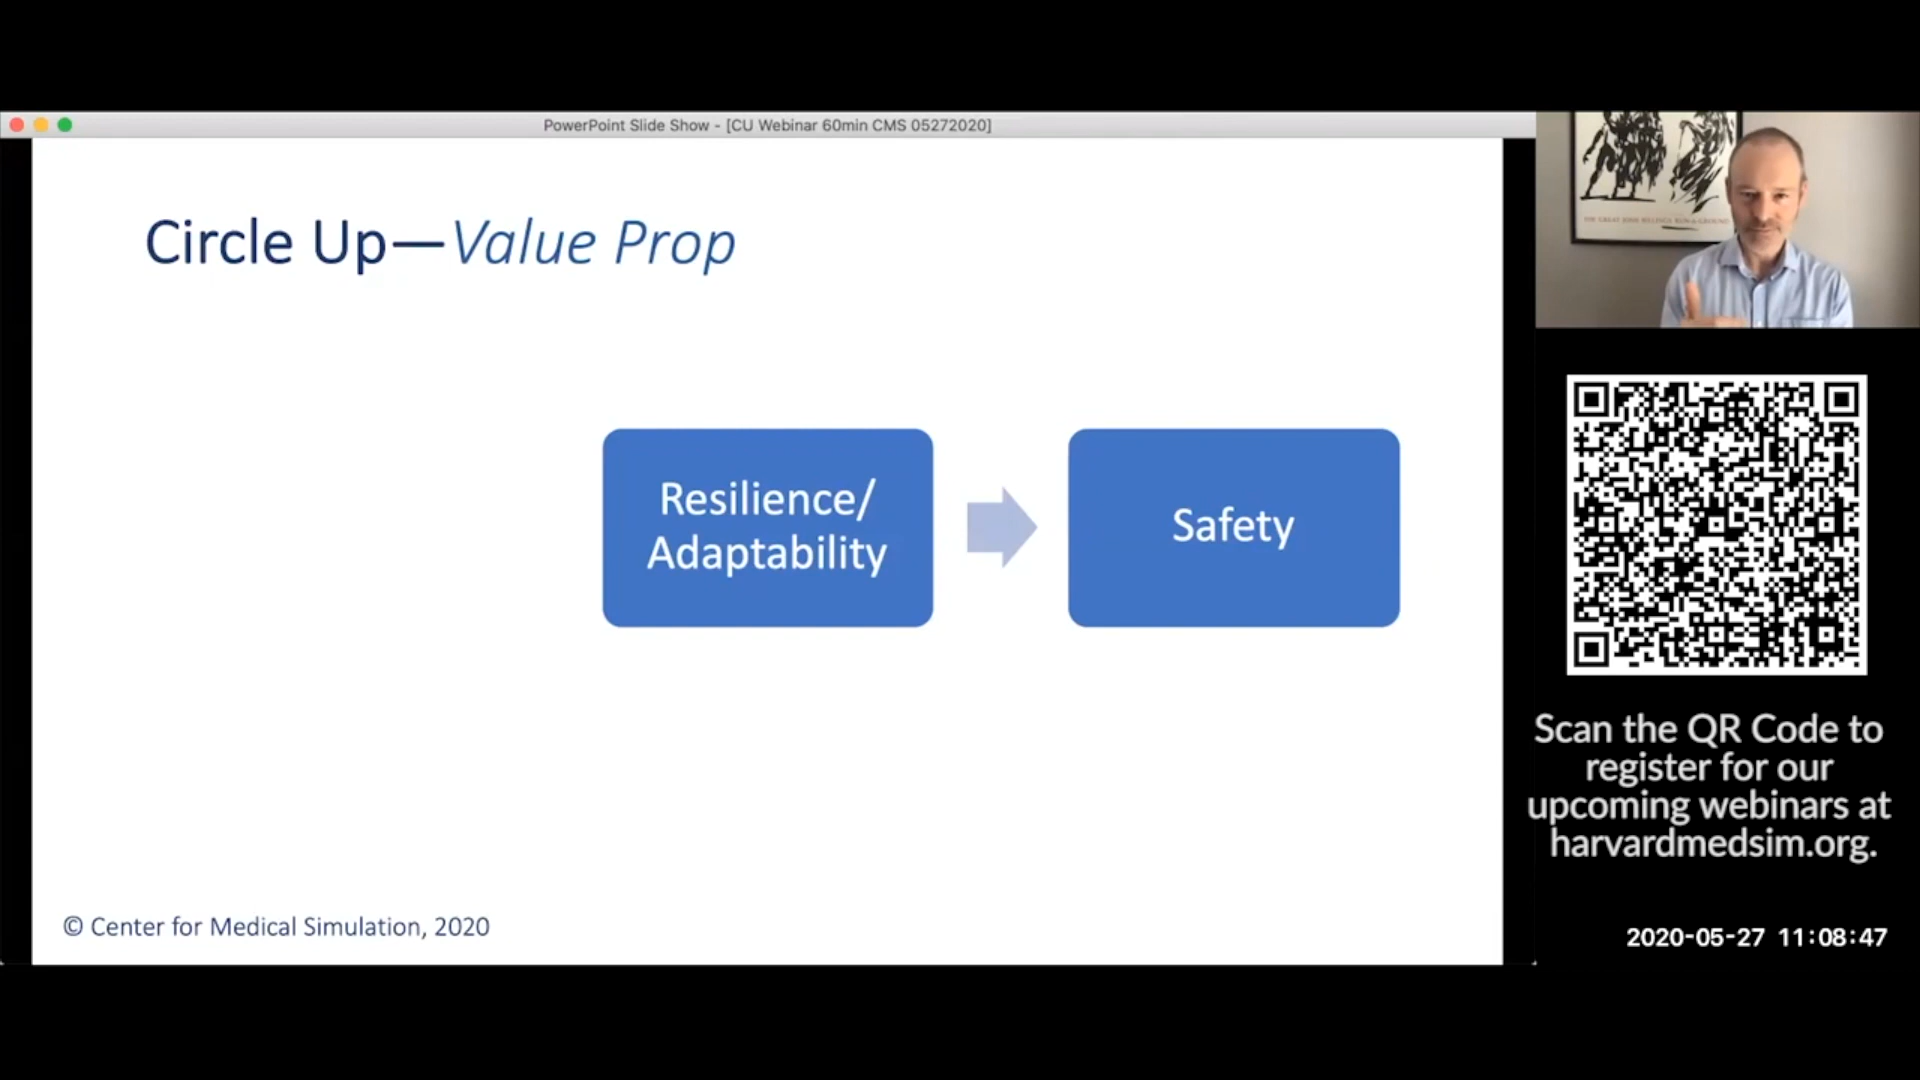 PowerPoint Slide Show - [CU Webinar 60min CMS 05272020]
Circle Up—Value Prop
Resilience/
Adaptability
Safety
© Center for Medical Simulation, 2020
Scan the QR Code to
register for our
upcoming webinars at
harvardmedsim.org.
2020-05-27 11:08:47